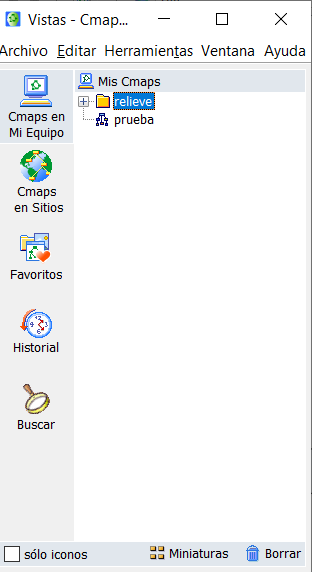 Vistas - Cmap...
Archivo Editar Herramientas Ventana Ayuda
Cmaps en
Mi Equipo
Cmaps
en Sitios
Favoritos
Historial
Buscar
Mis Cmaps
relieve
prueba
sólo iconos
Miniaturas
Borrar